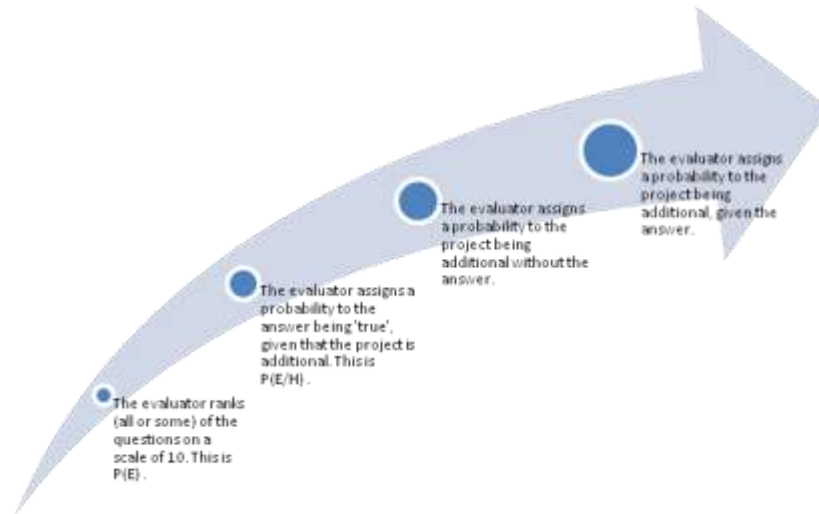 The evaluator ranks
(all or some) of the
questions on a
scale of 10. This is
P(E) .
The evaluator assigns a
probability to the
answer being 'true',
given that the project is
additional. This is
P(E/H) .
The evaluator assigns
a probability to the
project being
additional without the
answer.
The evaluator assigns
a probability to the
project being
additional, given the
answer.